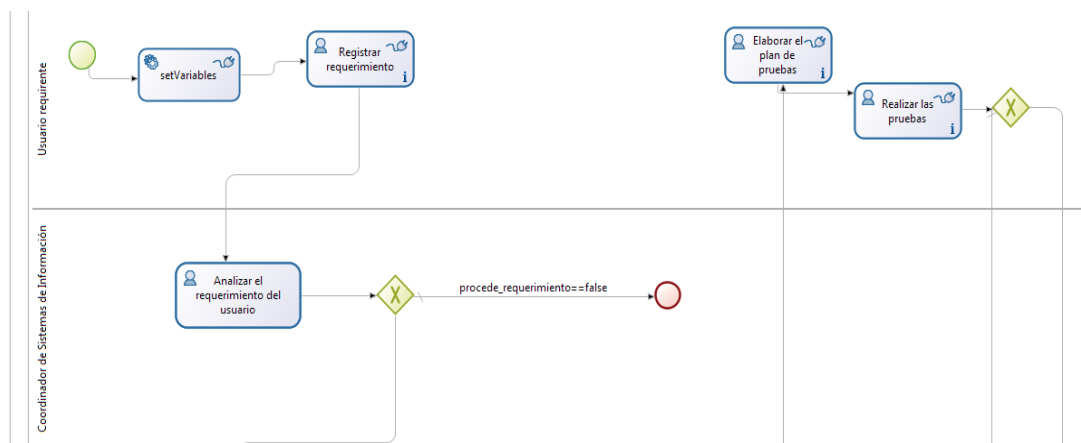 Usuario requirente
setVariables
Registrar
requerimiento
Elaborar el
plan de
pruebas
Realizar las
pruebas
Coordinador de Sistemas de Información
Analizar el
requerimiento del
usuario
procede_requerimiento==false